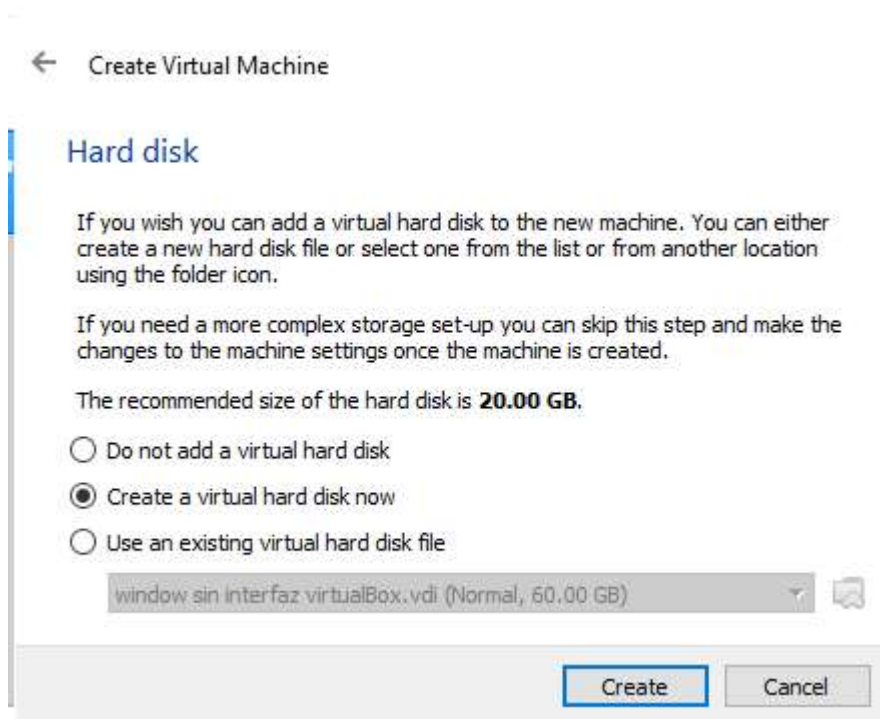 Create Virtual Machine
Hard disk
If you wish you can add a virtual hard disk to the new machine. You can either
create a new hard disk file or select one from the list or from another location
using the folder icon.
If you need a more complex storage set-up you can skip this step and make the
changes to the machine settings once the machine is created.
The recommended size of the hard disk is 20.00 GB.
Do not add a virtual hard disk
Create a virtual hard disk now
Use an existing virtual hard disk file
window sin interfaz virtualBox.vdi (Normal, 60.00 GB)
Create Cancel